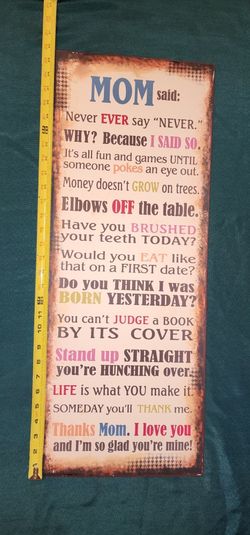 MOM said:
Never EVER say "NEVER."
WHY? Because I SAID SO.
It's all fun and games UNTIL
someone pokes an eye out.
Money doesn't GROW on trees.
Elbows OFF the table.
Have you BRUSHED
your teeth TODAY?
Would you EAT like
that on a FIRST date?
Do you THINK I was
BORN YESTERDAY?
You can't JUDGE a BOOK
BY ITS COVER
Stand up STRAIGHT
you're HUNCHING over.
LIFE is what YOU make it.
SOMEDAY you'll THANK me.
Thanks Mom. I love you
and I'm so glad you're mine!